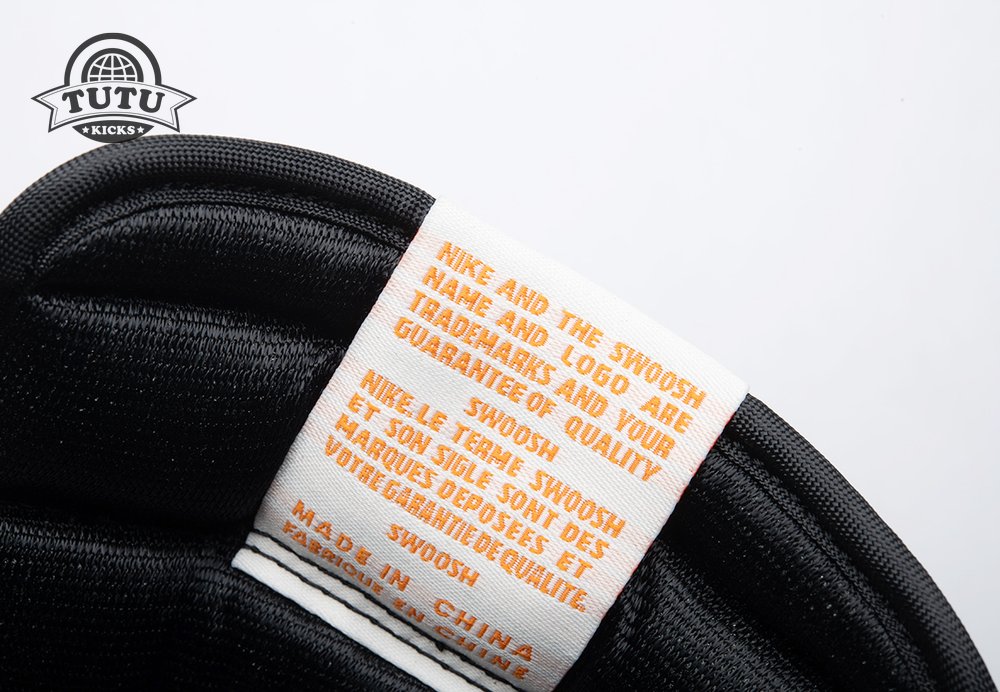 TUTU
★KICKS★
NIKE AND THE SWOOSH
NAME AND LOGO ARE
TRADEMARKS AND YOUR
GUARANTEE OF QUALITY
SWOOSH
NIKE. LE TERME SWOOSH
ET SON SIGLE SONT DES
MARQUES DEPOSÉES ET
VOTRE GARANTIE DE QUALITE.
SWOOSH
MADE IN CHINA
FABRIQUE EN CHINE